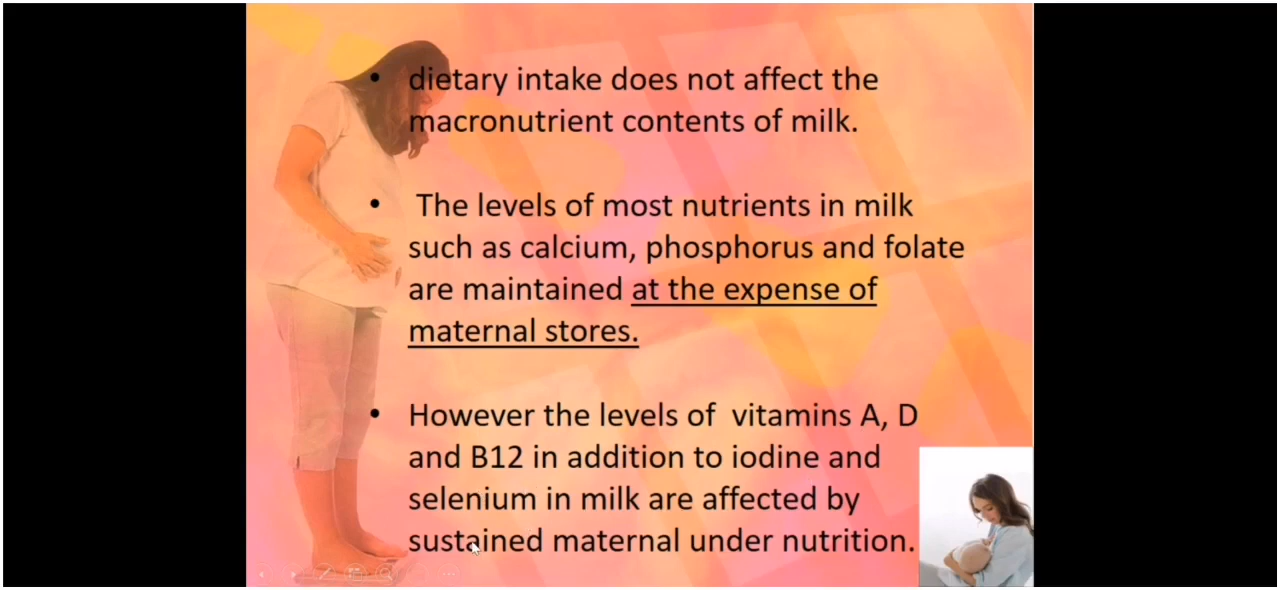 • dietary intake does not affect the
macronutrient contents of milk.
• The levels of most nutrients in milk
such as calcium, phosphorus and folate
are maintained at the expense of
maternal stores.
• However the levels of vitamins A, D
and B12 in addition to iodine and
selenium in milk are affected by
sustained maternal under nutrition.